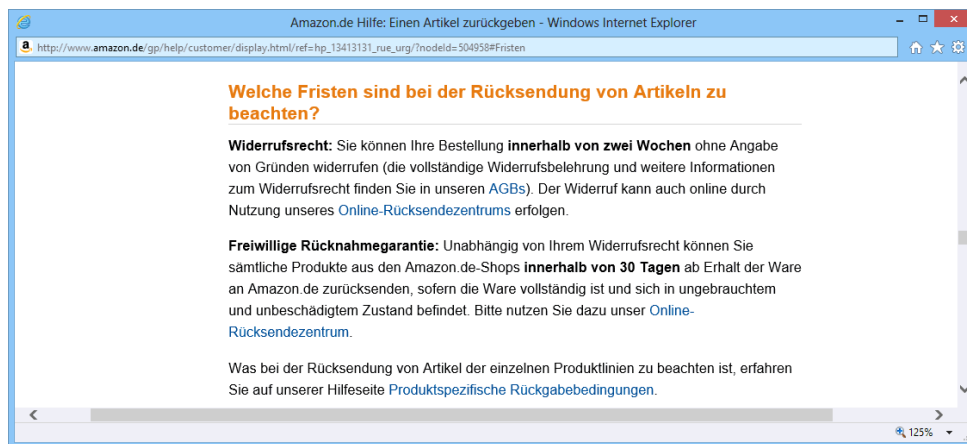 Amazon.de Hilfe: Einen Artikel zurückgeben - Windows Internet Explorer
http://www.amazon.de/gp/help/customer/display.html/ref=hp_13413131_rue_urg/?nodeId=504958#Fristen
Welche Fristen sind bei der Rücksendung von Artikeln zu
beachten?
Widerrufsrecht: Sie können Ihre Bestellung innerhalb von zwei Wochen ohne Angabe
von Gründen widerrufen (die vollständige Widerrufsbelehrung und weitere Informationen
zum Widerrufsrecht finden Sie in unseren AGBs). Der Widerruf kann auch online durch
Nutzung unseres Online-Rücksendezentrums erfolgen.
Freiwillige Rücknahmegarantie: Unabhängig von Ihrem Widerrufsrecht können Sie
sämtliche Produkte aus den Amazon.de-Shops innerhalb von 30 Tagen ab Erhalt der Ware
an Amazon.de zurücksenden, sofern die Ware vollständig ist und sich in ungebrauchtem
und unbeschädigtem Zustand befindet. Bitte nutzen Sie dazu unser Online-
Rücksendezentrum.
Was bei der Rücksendung von Artikel der einzelnen Produktlinien zu beachten ist, erfahren
Sie auf unserer Hilfeseite Produktspezifische Rückgabebedingungen.
125%